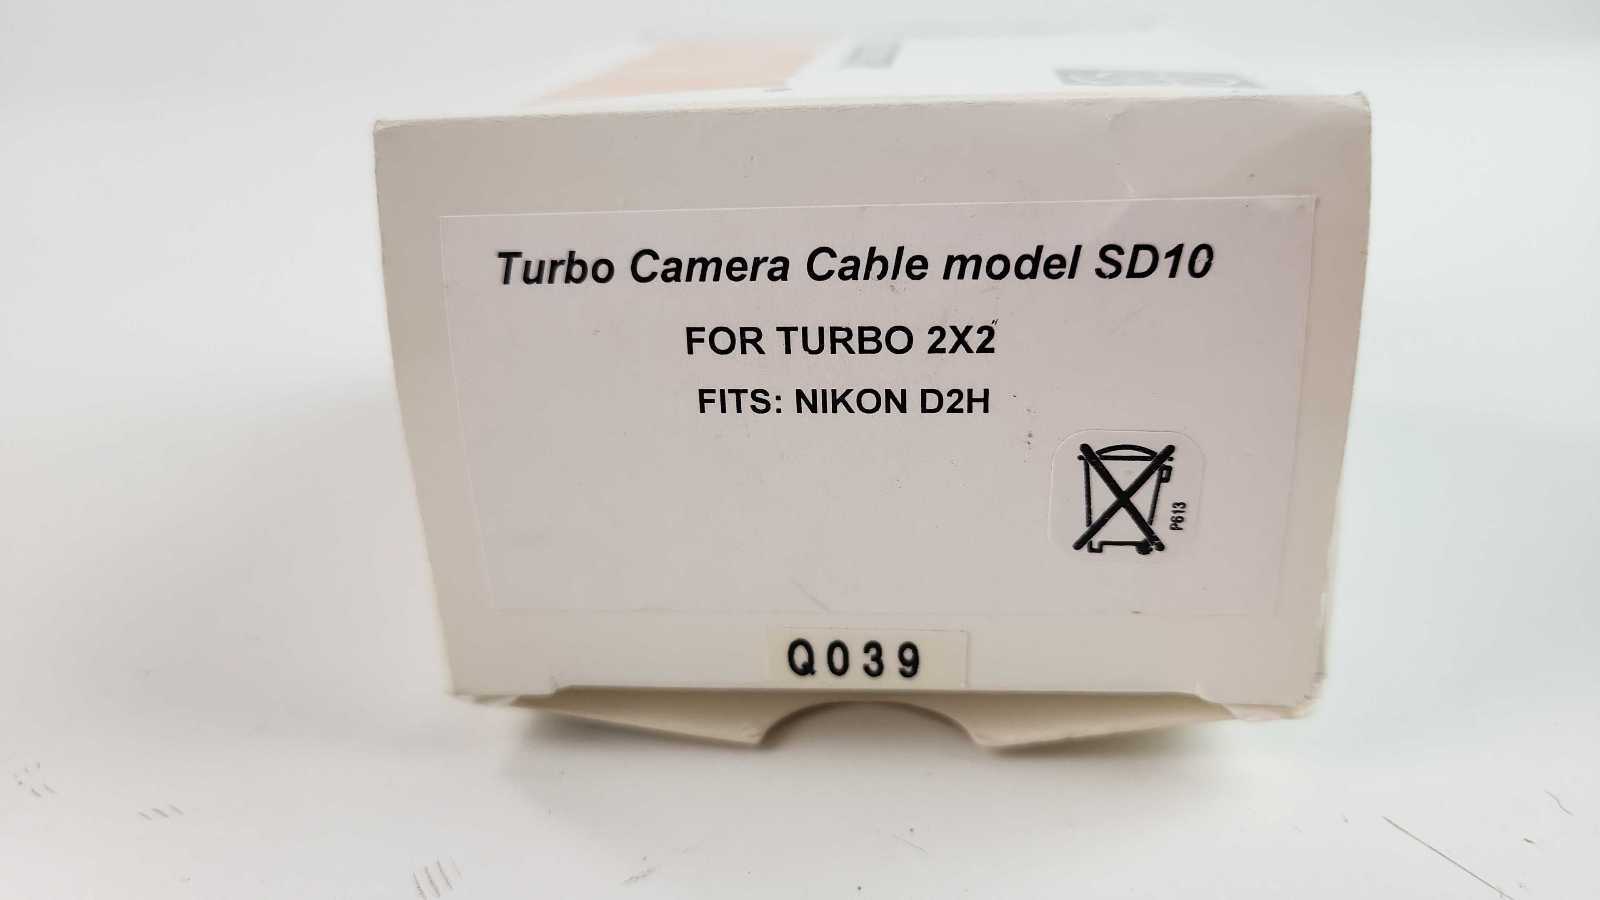 Turbo Camera Cable model SD10
FOR TURBO 2X2
FITS: NIKON D2H
P613
Q039